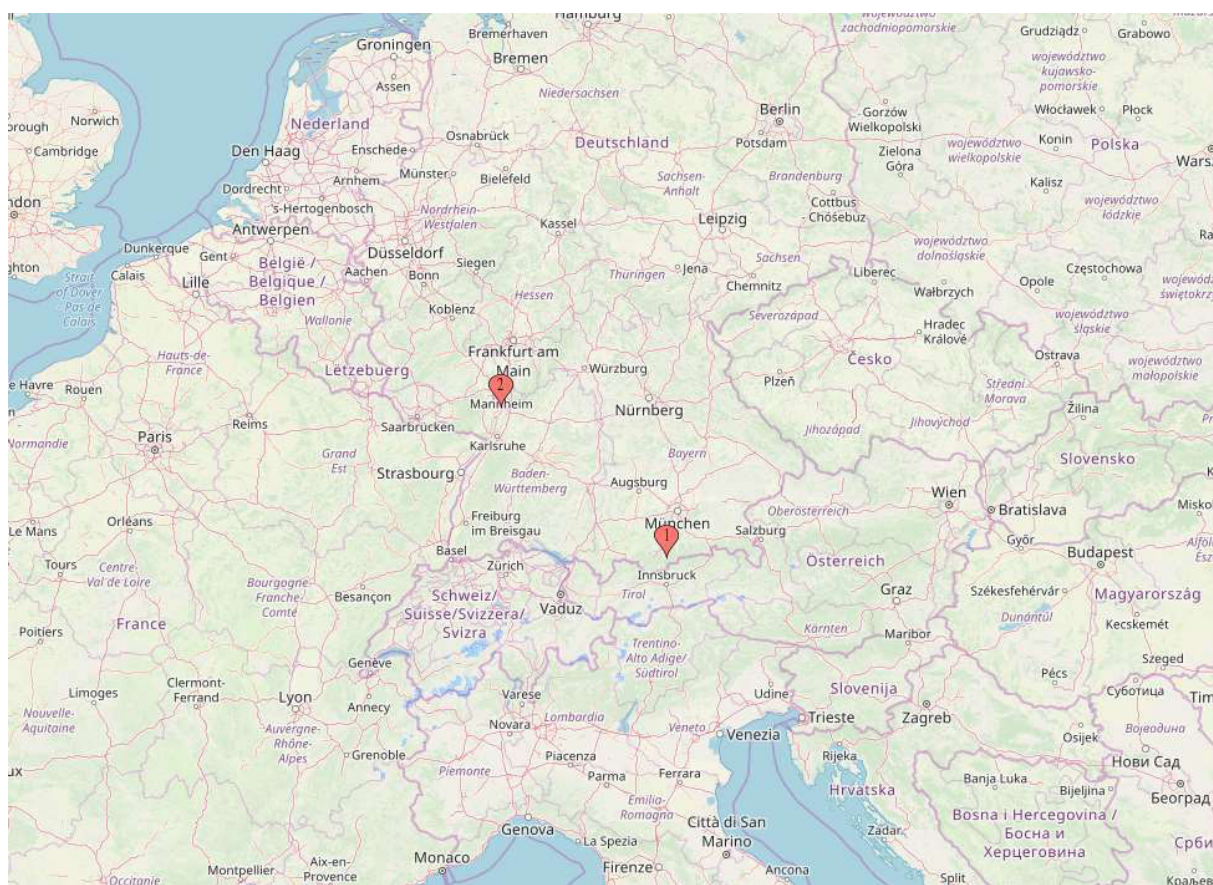 Hamburg
województwo
zachodniopomorskie
Grudziądz
Grabowo
Bremerhaven
Groningen
Bremen
województwo
kujawsko-
pomorskie
Assen
Niedersachsen
Berlin
Gorzów
Wielkopolski
Włocławek
Płock
Norwich
Nederland
Osnabrück
Deutschland
Potsdam
Konin
Polska
Cambridge
Den Haag
Enschede
Zielona
Góra
województwo
wielkopolskie
Arnhem
Münster
Bielefeld
Sachsen-
Anhalt
Brandenburg
Kalisz
Dordrecht
's-Hertogenbosch
Nordrhein-
Westfalen
Kassel
Leipzig
Cottbus
- Chóśebuz
województwo
łódzkie
Antwerpen
Dunkerque
Gent
Düsseldorf
Siegen
Jena
Sachsen
województwo
dolnośląskie
Strait
of Dover
- Pas de
Calais
Calais
Lille
België /
Belgique /
Belgien
Aachen
Bonn
Thüringen
Chemnitz
Liberec
Wałbrzych
Opole
Częstochowa
Koblenz
Hessen
Wallonie
Severozápad
Hradec
Králové
województwo
śląskie
Hauts-de-
France
Lëtzebuerg
Frankfurt am
Main
Würzburg
Česko
Ostrava
województwo
małopolskie
Rouen
Plzeň
Střední
Morava
2
Mannheim
Nürnberg
Žilina
Normandie
Paris
Reims
Saarbrücken
Karlsruhe
Jihozápad
Jihovýchod
Grand
Est
Strasbourg
Baden-
Württemberg
Bayern
Slovensko
Augsburg
Wien
Le Mans
Orléans
Freiburg
im Breisgau
München
Oberösterreich
Bratislava
1
Salzburg
Tours
Centre-
Val de Loire
Basel
Zürich
Innsbruck
Österreich
Győr
Budapest
Bourgogne-
Franche-
Comté
Besançon
Schweiz/
Suisse/Svizzera/
Svizra
Vaduz
Tirol
Graz
Székesfehérvár
Magyarország
Poitiers
France
Kärnten
Maribor
Dunántúl
Kecskemét
Trentino-
Alto Adige/
Südtirol
Genève
Pécs
Szeged
Limoges
Clermont-
Ferrand
Lyon
Annecy
Varese
Udine
Slovenija
Суботица
Nouvelle-
Aquitaine
Auvergne-
Rhône-
Alpes
Novara
Lombardia
Veneto
Venezia
Trieste
Zagreb
Војводина
Grenoble
Piacenza
Rijeka
Osijek
Нови Сад
Piemonte
Parma
Ferrara
Hrvatska
Banja Luka
Bijeljina
Београд
Emilia-
Romagna
Genova
La Spezia
Città di San
Marino
Zadar
Bosna i Hercegovina /
Босна и
Херцеговина
Montpellier
Aix-en-
Provence
Monaco
Firenze
Occitanie
Ancona
Split